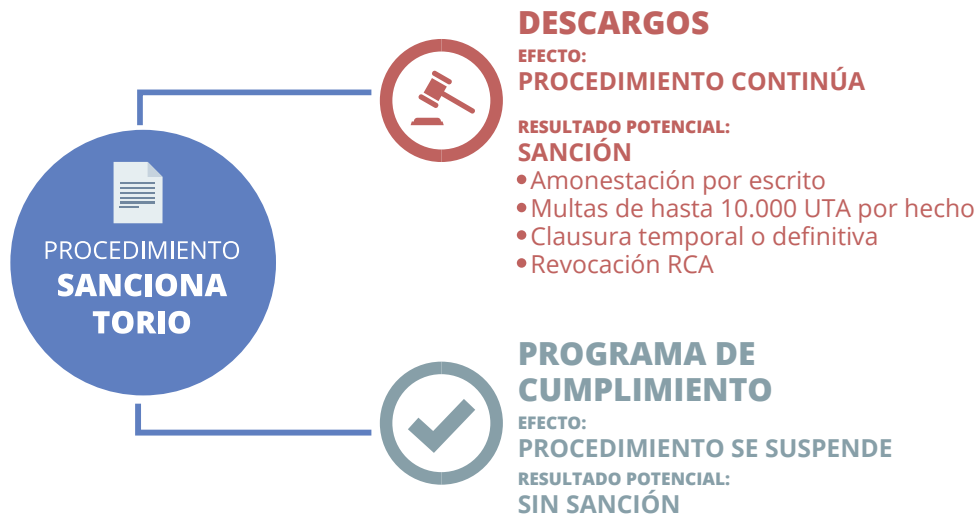 PROCEDIMIENTO
SANCIONA
TORIO
DESCARGOS
EFECTO:
PROCEDIMIENTO CONTINÚA
RESULTADO POTENCIAL:
SANCIÓN
• Amonestación por escrito
• Multas de hasta 10.000 UTA por hecho
• Clausura temporal o definitiva
• Revocación RCA
PROGRAMA DE
CUMPLIMIENTO
EFECTO:
PROCEDIMIENTO SE SUSPENDE
RESULTADO POTENCIAL:
SIN SANCIÓN